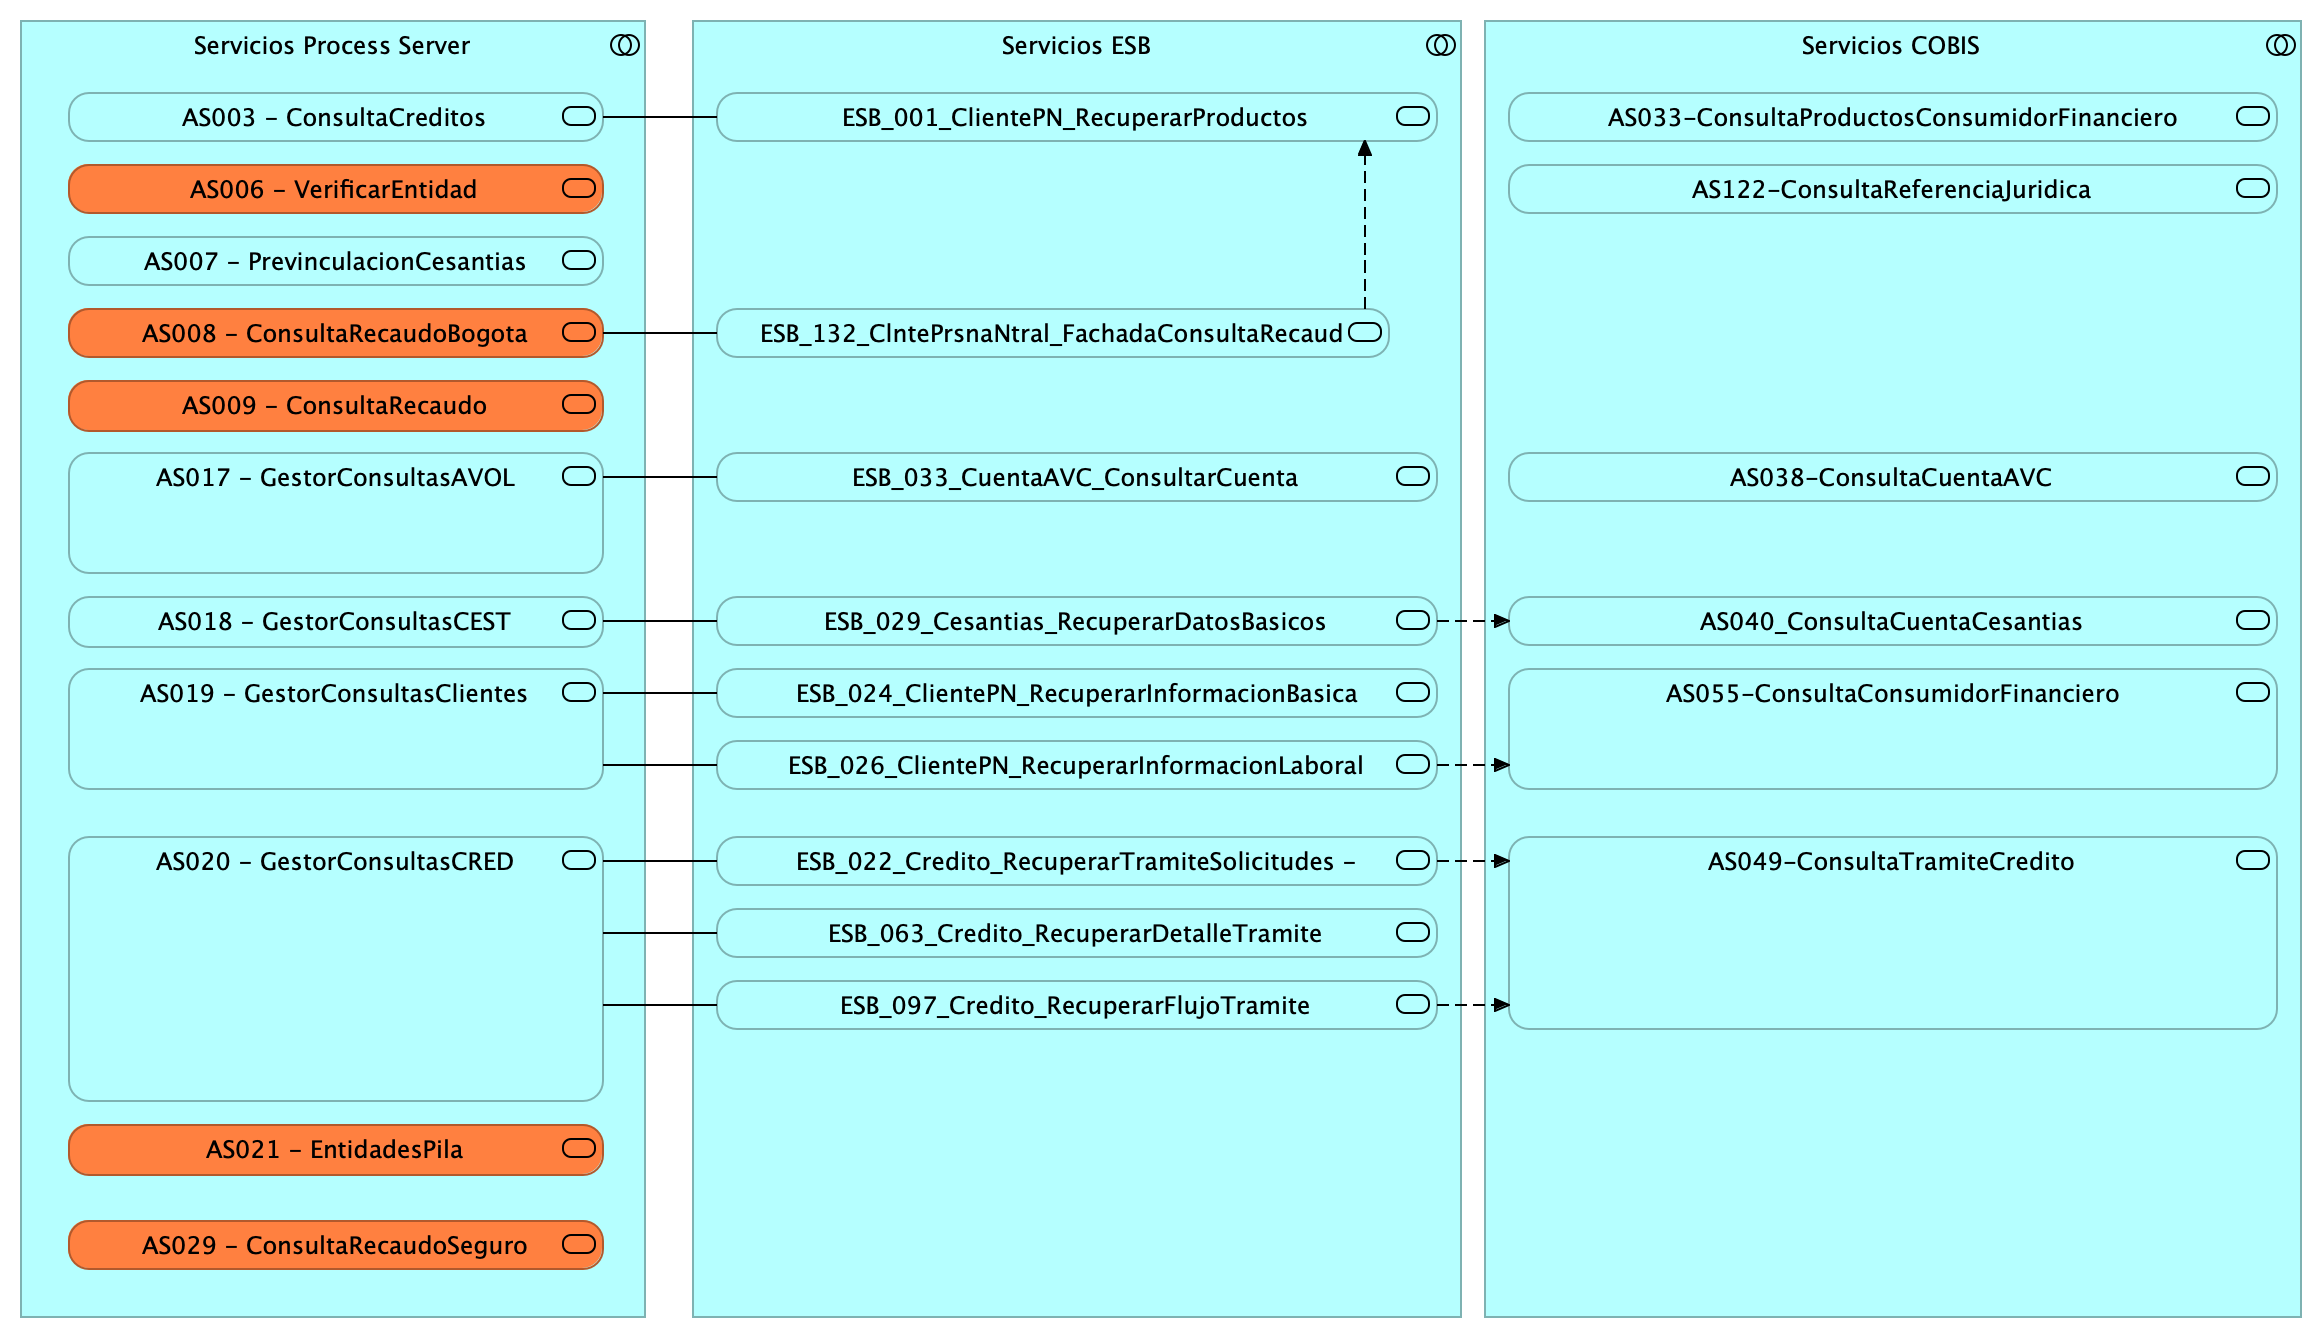 Servicios Process Server
AS003 - ConsultaCreditos
AS006 - VerificarEntidad
AS007 - PrevinculacionCesantias
AS008 - ConsultaRecaudoBogota
AS009 - ConsultaRecaudo
AS017 - GestorConsultasAVOL
AS018 - GestorConsultasCEST
AS019 - GestorConsultasClientes
AS020 - GestorConsultasCRED
AS021 - EntidadesPila
AS029 - ConsultaRecaudoSeguro
Servicios ESB
ESB_001_ClientePN_RecuperarProductos
ESB_132_ClntePrsnaNtral_FachadaConsultaRecaud
ESB_033_CuentaAVC_ConsultarCuenta
ESB_029_Cesantias_RecuperarDatosBasicos
ESB_024_ClientePN_RecuperarInformacionBasica
ESB_026_ClientePN_RecuperarInformacionLaboral
ESB_022_Credito_RecuperarTramiteSolicitudes -
ESB_063_Credito_RecuperarDetalleTramite
ESB_097_Credito_RecuperarFlujoTramite
Servicios COBIS
AS033-ConsultaProductosConsumidorFinanciero
AS122-ConsultaReferenciaJuridica
AS038-ConsultaCuentaAVC
AS040_ConsultaCuentaCesantias
AS055-ConsultaConsumidorFinanciero
AS049-ConsultaTramiteCredito